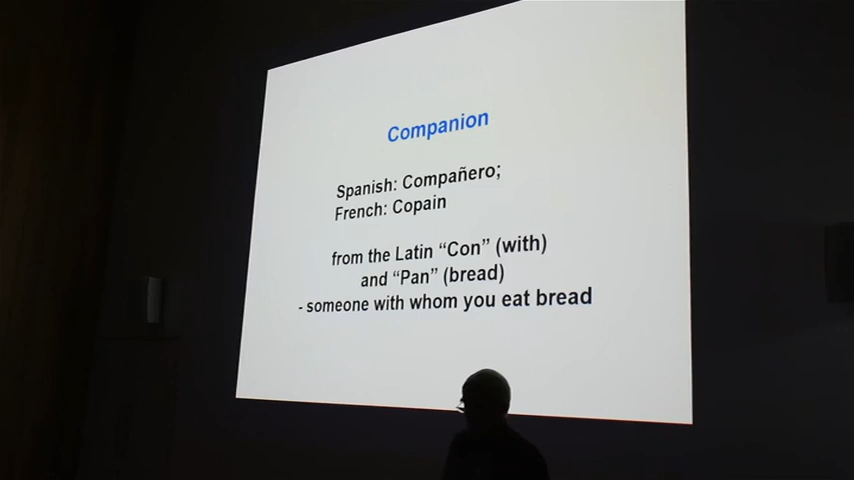 Companion
Spanish: Compañero;
French: Copain
from the Latin “Con” (with)
and “Pan” (bread)
- someone with whom you eat bread